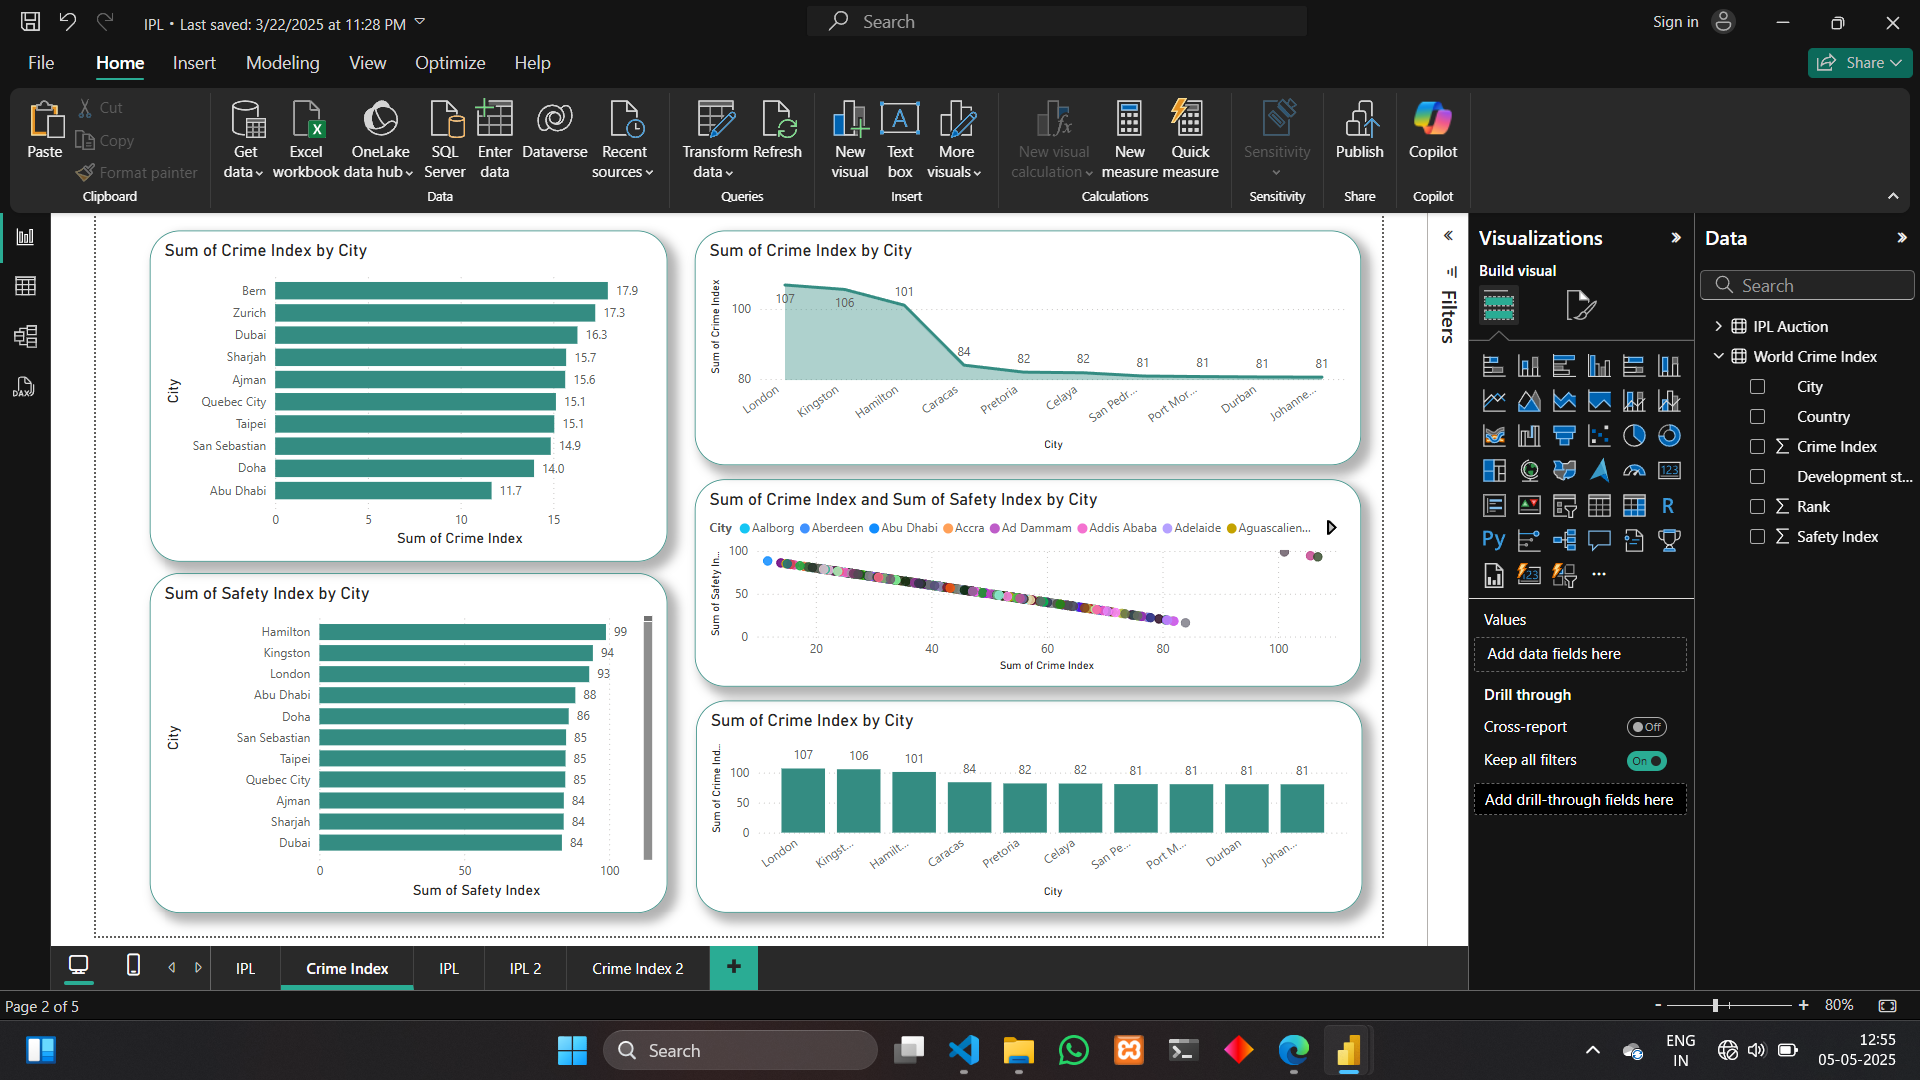 IPL • Last saved: 3/22/2025 at 11:28 PM
Search
Sign in
File Home Insert Modeling View Optimize Help
Share
Paste
Cut
Copy
Format painter
Clipboard
Get data
Excel workbook
OneLake data hub
SQL Server
Enter data
Dataverse
Recent sources
Data
Transform data
Refresh
Queries
New visual
Text box
More visuals
Insert
New visual calculation
New measure
Quick measure
Calculations
Sensitivity
Sensitivity
Publish
Share
Copilot
Copilot
Sum of Crime Index by City
City
Bern 17.9
Zurich 17.3
Dubai 16.3
Sharjah 15.7
Ajman 15.6
Quebec City 15.1
Taipei 15.1
San Sebastian 14.9
Doha 14.0
Abu Dhabi 11.7
0 5 10 15
Sum of Crime Index
Sum of Safety Index by City
City
Hamilton 99
Kingston 94
London 93
Abu Dhabi 88
Doha 86
San Sebastian 85
Taipei 85
Quebec City 85
Ajman 84
Sharjah 84
Dubai 84
0 50 100
Sum of Safety Index
Sum of Crime Index by City
Sum of Crime Index
100
80
107 106 101 84 82 82 81 81 81 81
London Kingston Hamilton Caracas Pretoria Celaya San Pedr... Port Mor... Durban Johanne...
City
Sum of Crime Index and Sum of Safety Index by City
City Aalborg Aberdeen Abu Dhabi Accra Ad Dammam Addis Ababa Adelaide Aguascalien...
Sum of Safety In...
100
50
0
20 40 60 80 100
Sum of Crime Index
Sum of Crime Index by City
Sum of Crime Ind...
100
50
0
107 106 101 84 82 82 81 81 81 81
London Kingst... Hamilt... Caracas Pretoria Celaya San Pe... Port M... Durban Johan...
City
Filters
Visualizations
Build visual
Values
Add data fields here
Drill through
Cross-report Off
Keep all filters On
Add drill-through fields here
Data
Search
IPL Auction
World Crime Index
City
Country
Σ Crime Index
Development st...
Σ Rank
Σ Safety Index
DAX
R
Py
123
123
IPL Crime Index IPL IPL 2 Crime Index 2 +
Page 2 of 5
- + 80%
Search
ENG
IN
12:55
05-05-2025